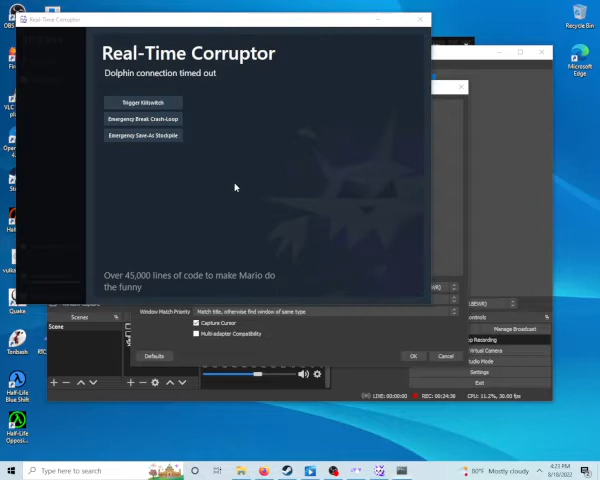 Real-Time Corruptor
Real-Time Corruptor
Dolphin connection timed out
Trigger Killswitch
Emergency Break Crash-Loop
Emergency Save-As Stockpile
Over 45,000 lines of code to make Mario do
the funny
Recycle Bin
Microsoft
Edge
OBS
VLC
Quake
Tonbash
RTC
Half-Life
Blue Shift
Half-Life
Opposi...
Window Match Priority
Match title, otherwise find window of same type
Capture Cursor
Multi-adapter Compatibility
Defaults
OK
Cancel
Scenes
Scene
Manage Broadcast
Settings
Exit
LIVE: 00:00:00
REC: 00:24:38
CPU: 11.2%, 30.00 fps
Type here to search
80°F Mostly cloudy
4:23 PM
8/18/2022